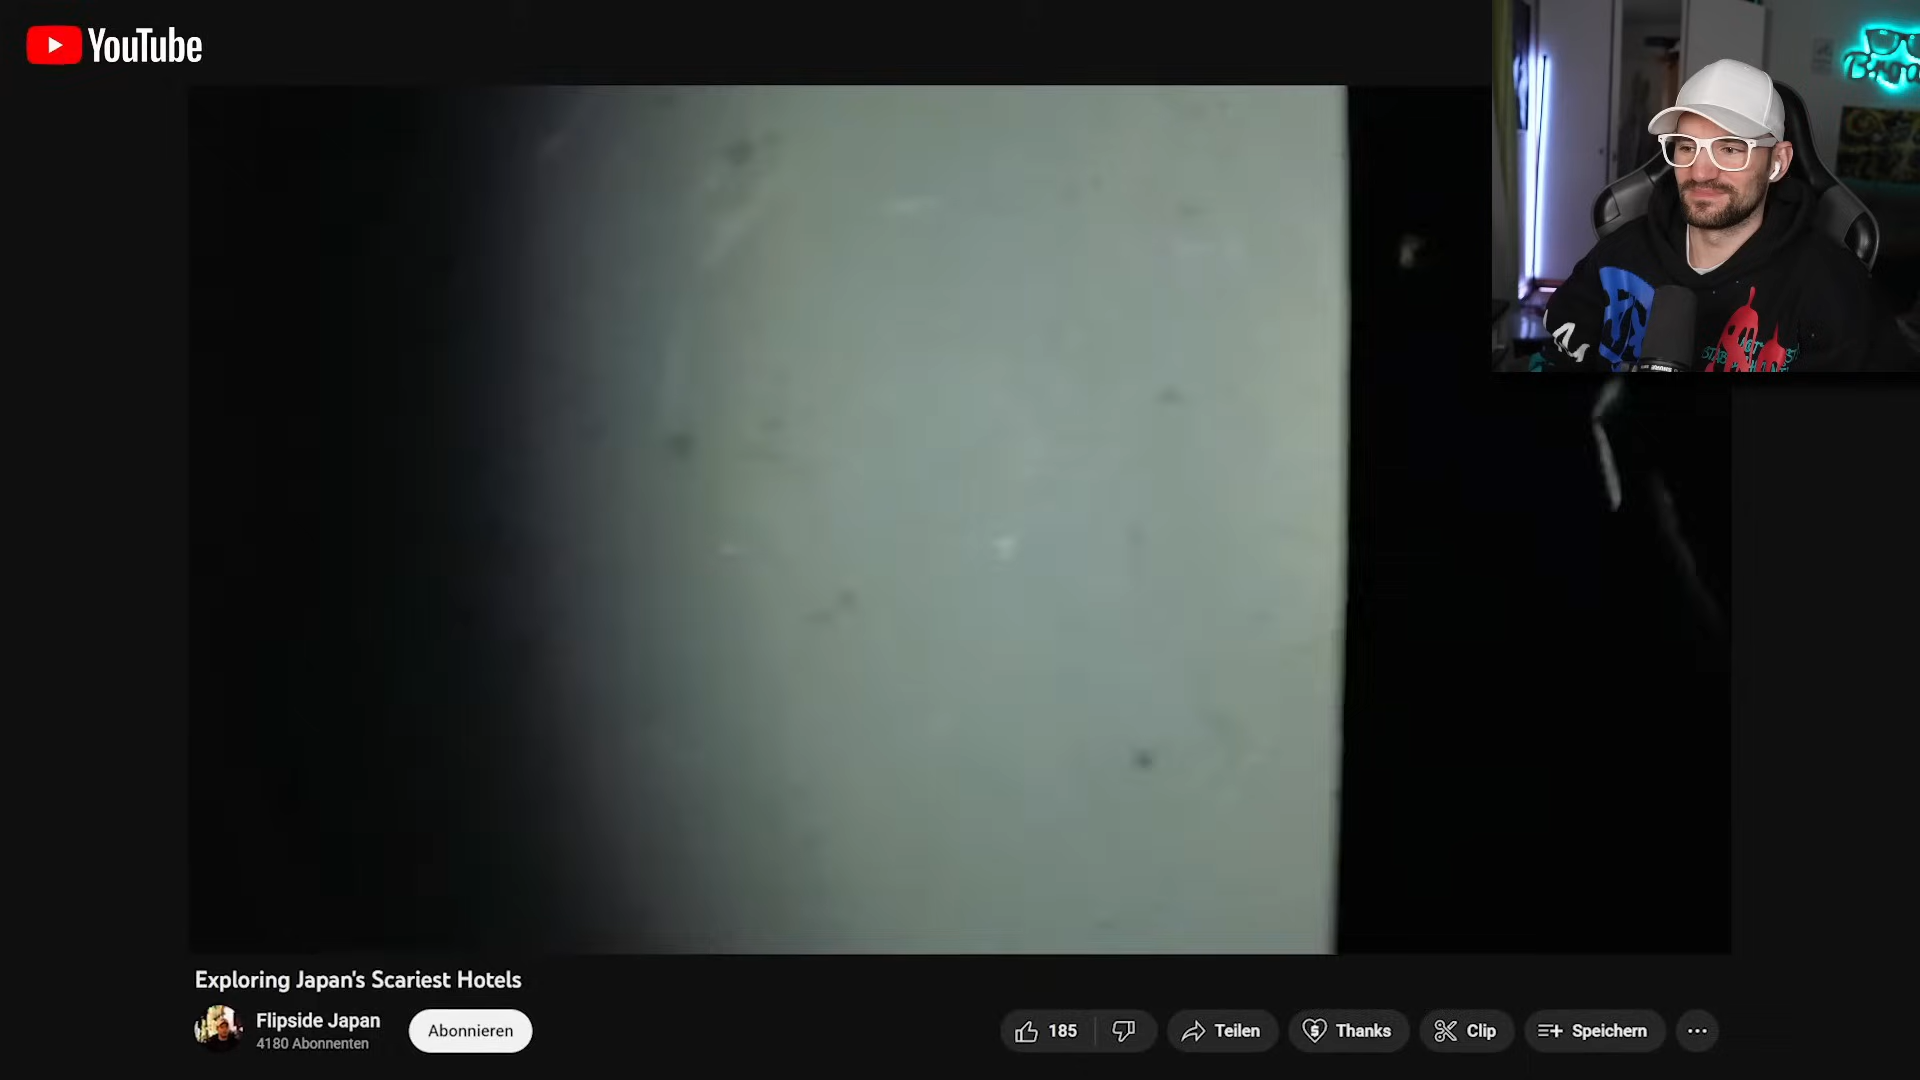 YouTube
Exploring Japan's Scariest Hotels
Flipside Japan
4180 Abonnenten
Abonnieren
185
Teilen
Thanks
Clip
Speichern